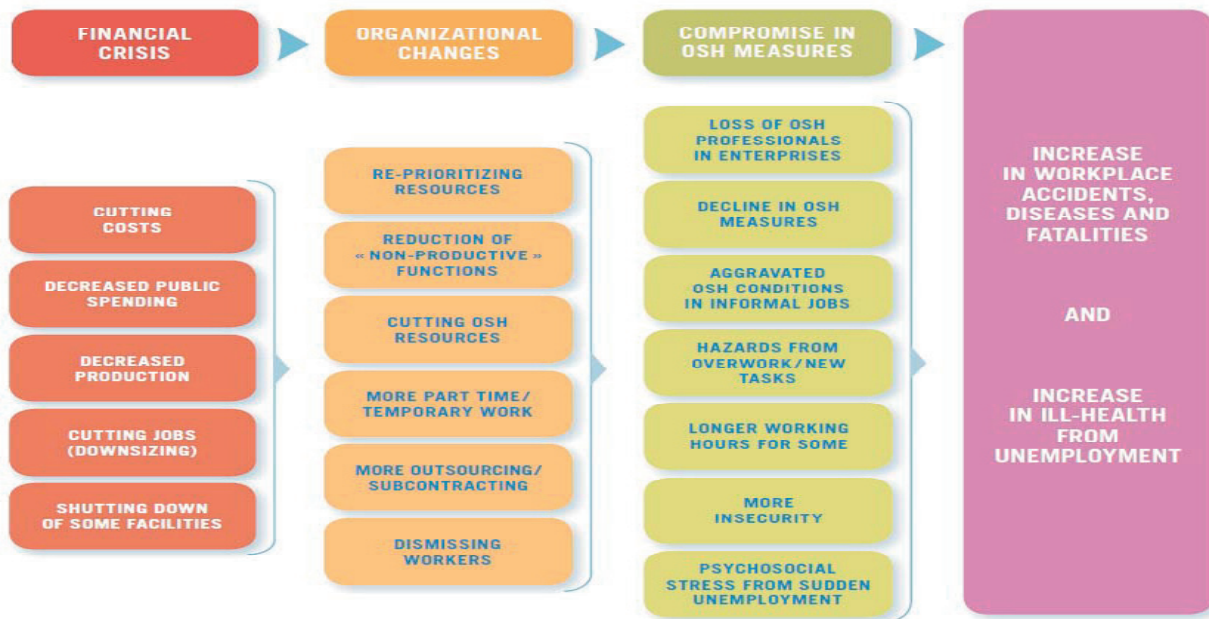 FINANCIAL
CRISIS
ORGANIZATIONAL
CHANGES
COMPROMISE IN
OSH MEASURES
CUTTING
COSTS
DECREASED PUBLIC
SPENDING
DECREASED
PRODUCTION
CUTTING JOBS
(DOWNSIZING)
SHUTTING DOWN
OF SOME FACILITIES
RE-PRIORITIZING
RESOURCES
REDUCTION OF
« NON-PRODUCTIVE »
FUNCTIONS
CUTTING OSH
RESOURCES
MORE PART TIME/
TEMPORARY WORK
MORE OUTSOURCING/
SUBCONTRACTING
DISMISSING
WORKERS
LOSS OF OSH
PROFESSIONALS
IN ENTERPRISES
DECLINE IN OSH
MEASURES
AGGRAVATED
OSH CONDITIONS
IN INFORMAL JOBS
HAZARDS FROM
OVERWORK/NEW
TASKS
LONGER WORKING
HOURS FOR SOME
MORE
INSECURITY
PSYCHOSOCIAL
STRESS FROM SUDDEN
UNEMPLOYMENT
INCREASE
IN WORKPLACE
ACCIDENTS,
DISEASES AND
FATALITIES
AND
INCREASE
IN ILL-HEALTH
FROM
UNEMPLOYMENT